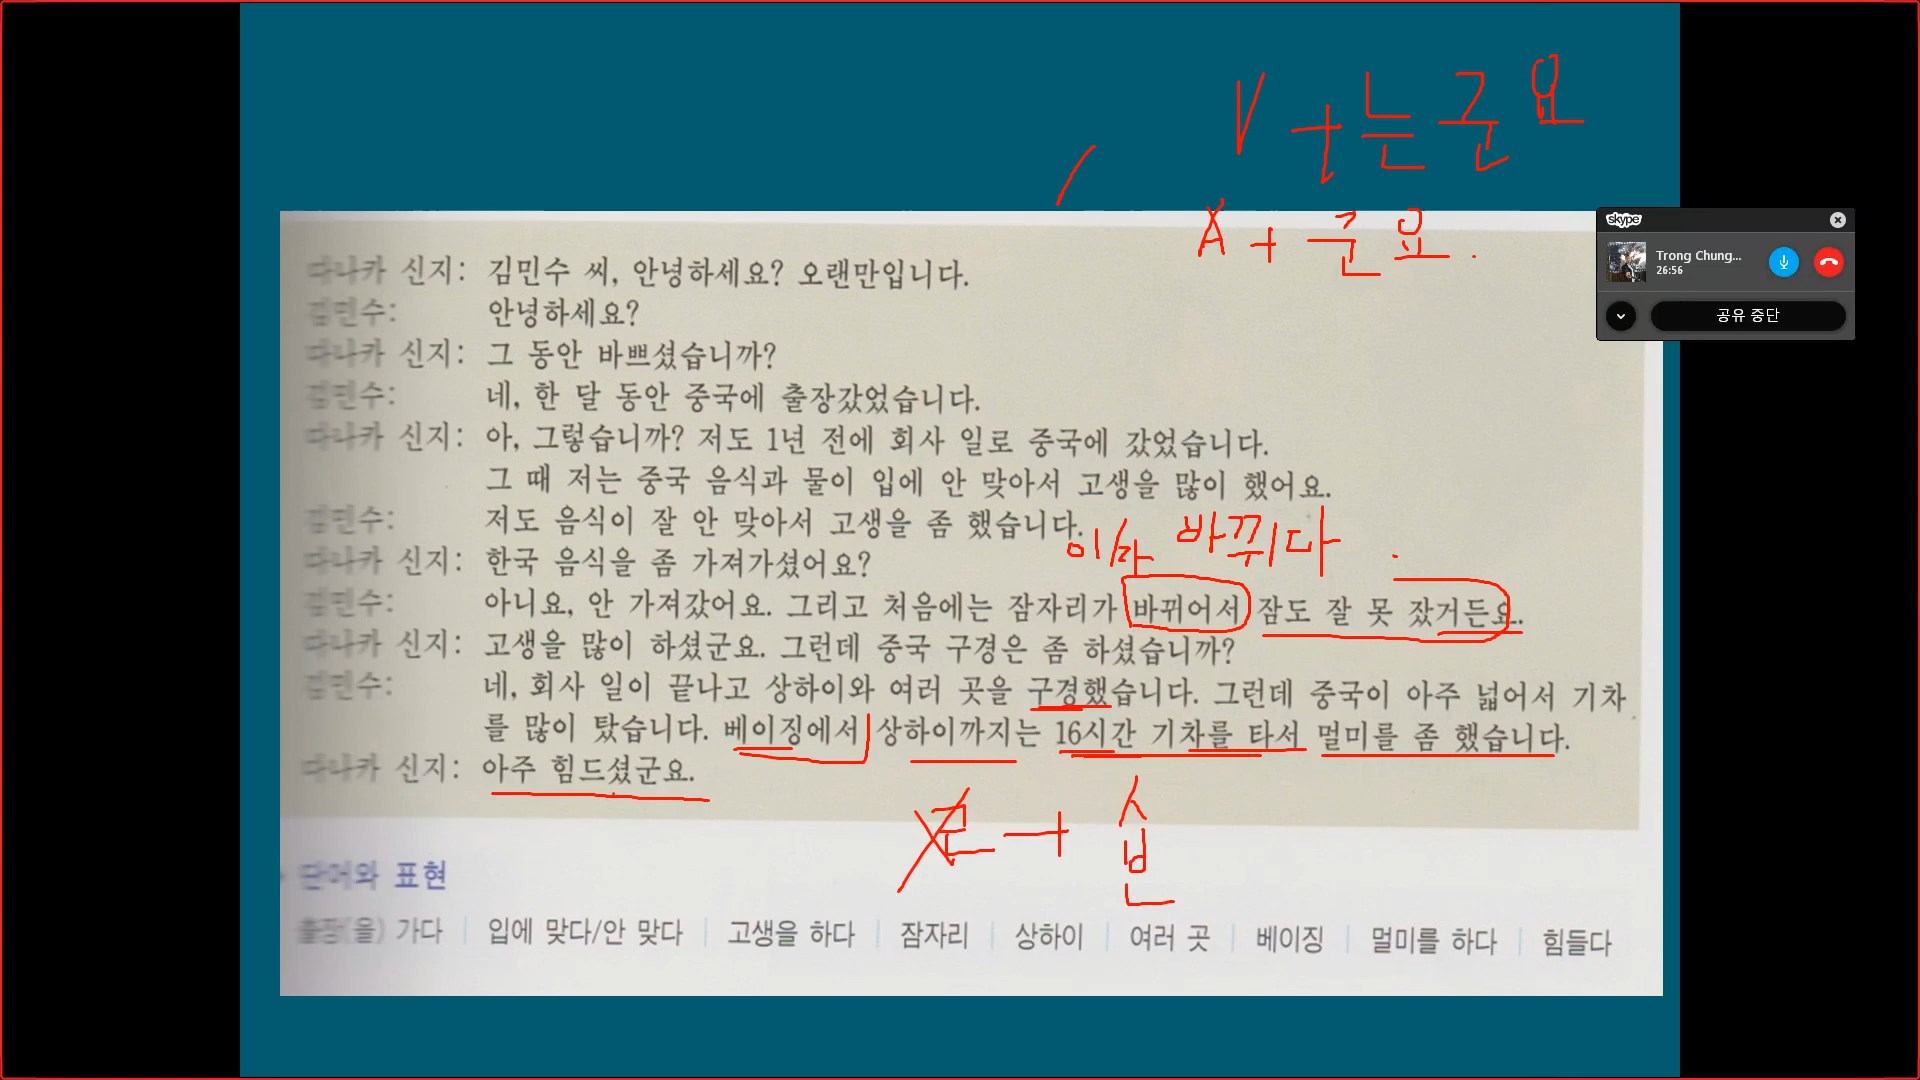 V + 는군요
A + 군요.
skype
Trong Chung...
26:56
공유 중단
다나카 신지: 김민수 씨, 안녕하세요? 오랜만입니다.
김민수: 안녕하세요?
다나카 신지: 그 동안 바쁘셨습니까?
김민수: 네, 한 달 동안 중국에 출장갔었습니다.
다나카 신지: 아, 그렇습니까? 저도 1년 전에 회사 일로 중국에 갔었습니다.
그 때 저는 중국 음식과 물이 입에 안 맞아서 고생을 많이 했어요.
김민수: 저도 음식이 잘 안 맞아서 고생을 좀 했습니다.
이/가 바뀌다
다나카 신지: 한국 음식을 좀 가져가셨어요?
김민수: 아니요, 안 가져갔어요. 그리고 처음에는 잠자리가 바뀌어서 잠도 잘 못 잤거든요.
다나카 신지: 고생을 많이 하셨군요. 그런데 중국 구경은 좀 하셨습니까?
김민수: 네, 회사 일이 끝나고 상하이와 여러 곳을 구경했습니다. 그런데 중국이 아주 넓어서 기차
를 많이 탔습니다. 베이징에서 상하이까지는 16시간 기차를 타서 멀미를 좀 했습니다.
다나카 신지: 아주 힘드셨군요.
단어와 표현
출장(을) 가다 | 입에 맞다/안 맞다 | 고생을 하다 | 잠자리 | 상하이 | 여러 곳 | 베이징 | 멀미를 하다 | 힘들다